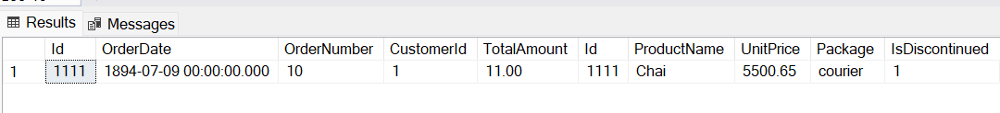 Results Messages
Id OrderDate OrderNumber CustomerId TotalAmount Id ProductName UnitPrice Package IsDiscontinued
1 1111 1894-07-09 00:00:00.000 10 1 11.00 1111 Chai 5500.65 courier 1